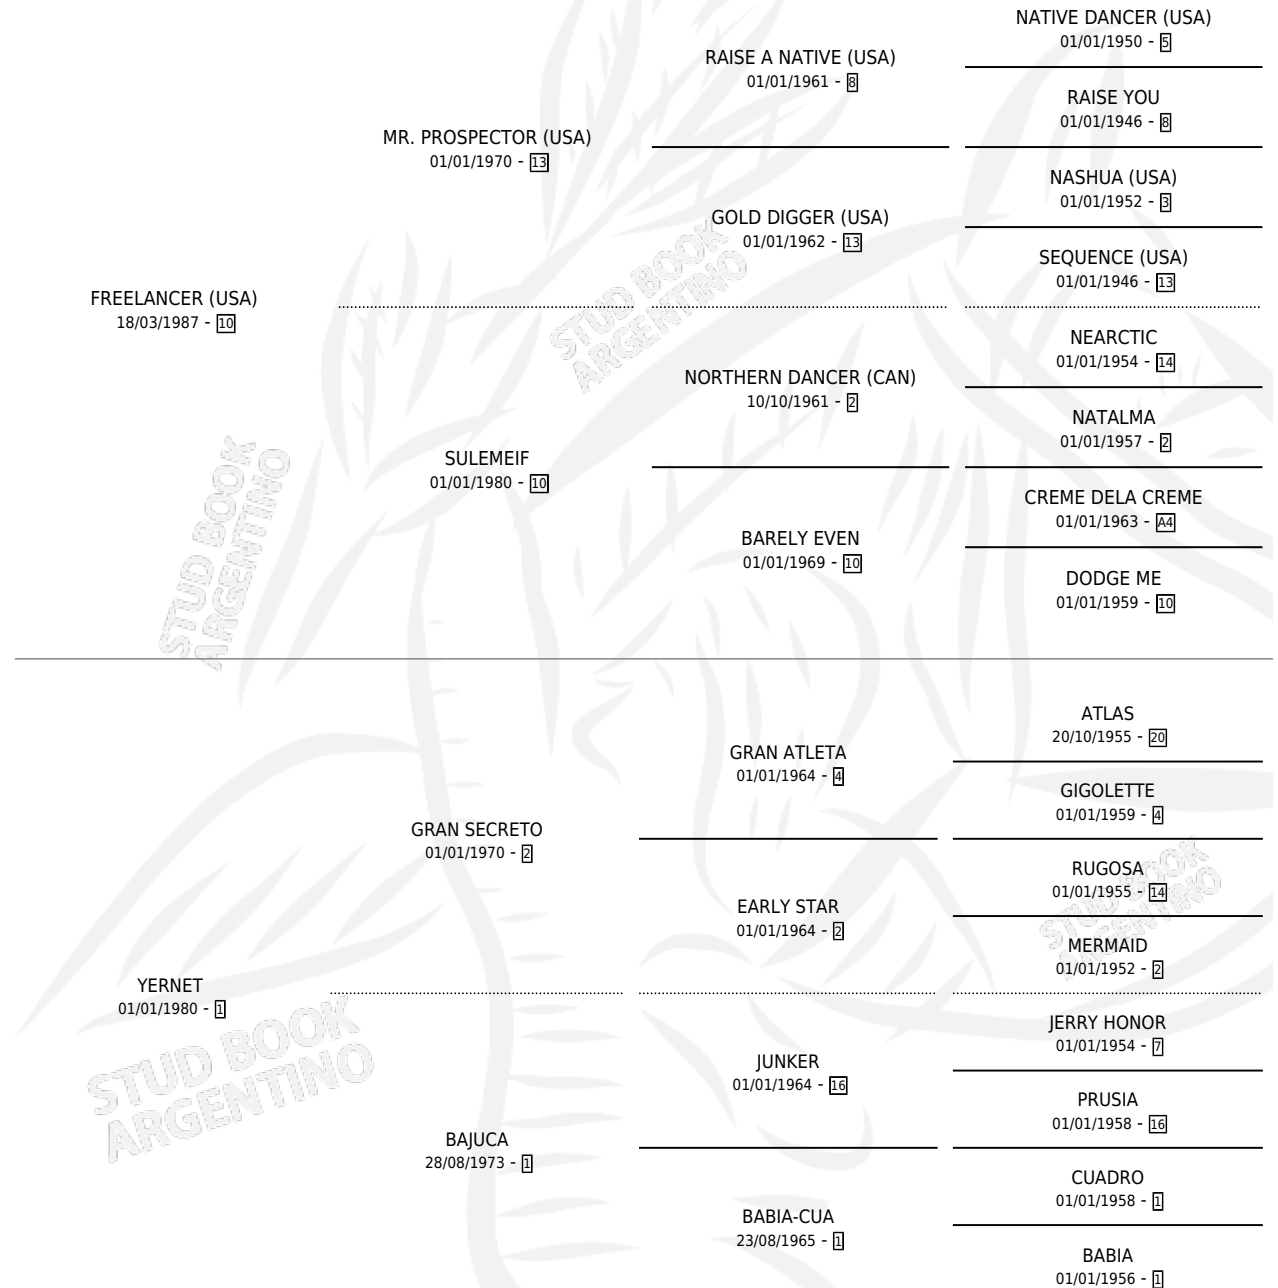 NATIVE DANCER (USA)
01/01/1950 - 5
RAISE A NATIVE (USA)
01/01/1961 - 8
RAISE YOU
01/01/1946 - 8
MR. PROSPECTOR (USA)
01/01/1970 - 13
NASHUA (USA)
01/01/1952 - 3
GOLD DIGGER (USA)
01/01/1962 - 13
SEQUENCE (USA)
01/01/1946 - 13
FREELANCER (USA)
18/03/1987 - 10
NEARCTIC
01/01/1954 - 14
NORTHERN DANCER (CAN)
10/10/1961 - 2
NATALMA
01/01/1957 - 2
SULEMEIF
01/01/1980 - 10
CREME DELA CREME
01/01/1963 - A4
BARELY EVEN
01/01/1969 - 10
DODGE ME
01/01/1959 - 10
ATLAS
20/10/1955 - 20
GRAN ATLETA
01/01/1964 - 4
GIGOLETTE
01/01/1959 - 4
GRAN SECRETO
01/01/1970 - 2
RUGOSA
01/01/1955 - 14
EARLY STAR
01/01/1964 - 2
MERMAID
01/01/1952 - 2
YERNET
01/01/1980 - 1
JERRY HONOR
01/01/1954 - 7
JUNKER
01/01/1964 - 16
PRUSIA
01/01/1958 - 16
BAJUCA
28/08/1973 - 1
CUADRO
01/01/1958 - 1
BABIA-CUA
23/08/1965 - 1
BABIA
01/01/1956 - 1
STUD BOOK
ARGENTINO
STUD BOOK
ARGENTINO
STUD BOOK
ARGENTINO
STUD BOOK
ARGENTINO